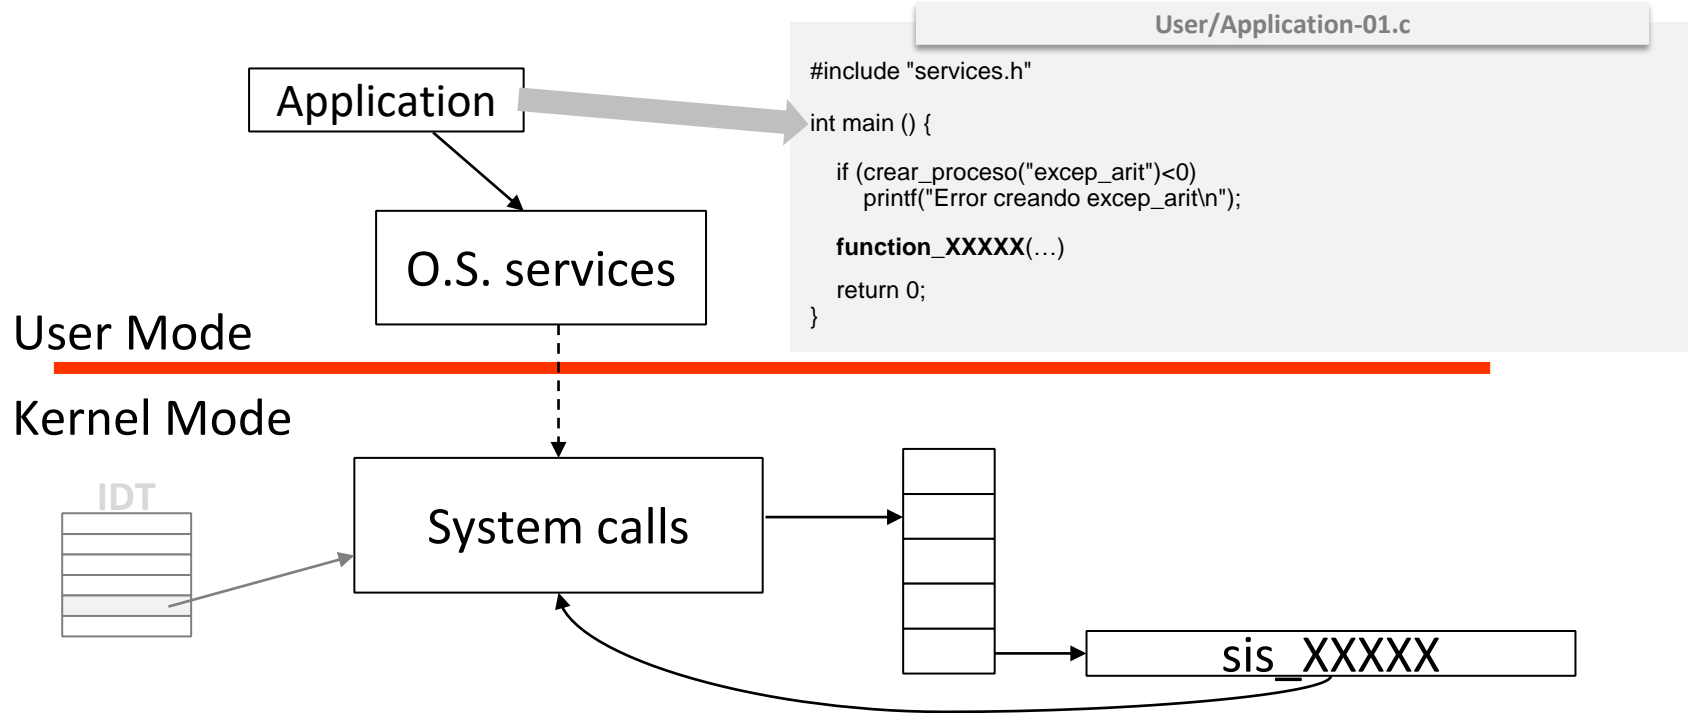 User/Application-01.c
#include "services.h"
int main () {
if (crear_proceso("excep_arit")<0)
printf("Error creando excep_arit\n");
function_XXXXX(…)
return 0;
}
Application
O.S. services
User Mode
Kernel Mode
IDT
System calls
sis_XXXXX